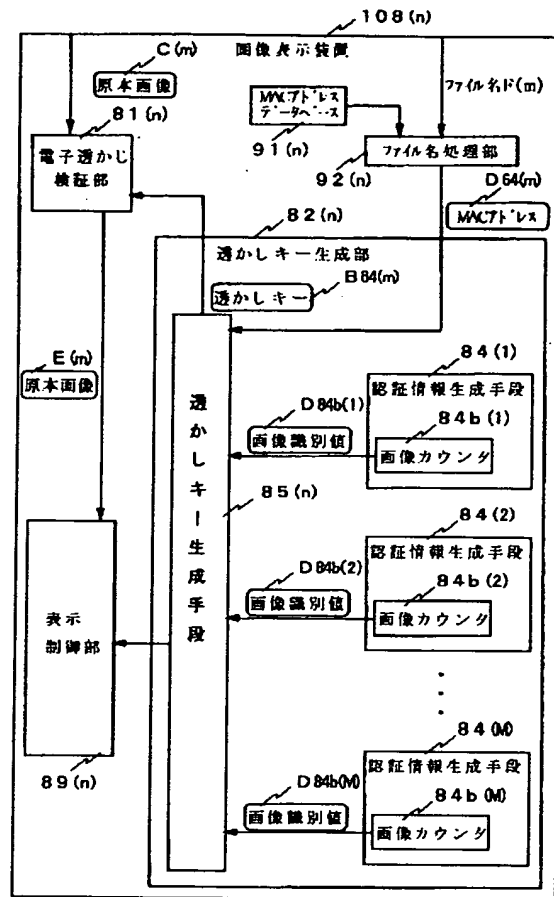 108(n)
画像表示装置
C(m)
原本画像
81(n)
電子透かし
検証部
MACアドレス
データベース
91(n)
ファイル名F(m)
ファイル名処理部
92(n)
D64(m)
MACアドレス
82(n)
透かしキー生成部
透かしキー
B84(m)
E(m)
原本画像
透かしキー生成手段
85(n)
表示
制御部
89(n)
84(1)
認証情報生成手段
84b(1)
画像カウンタ
D84b(1)
画像識別値
84(2)
認証情報生成手段
84b(2)
画像カウンタ
D84b(2)
画像識別値
84(M)
認証情報生成手段
84b(M)
画像カウンタ
D84b(M)
画像識別値